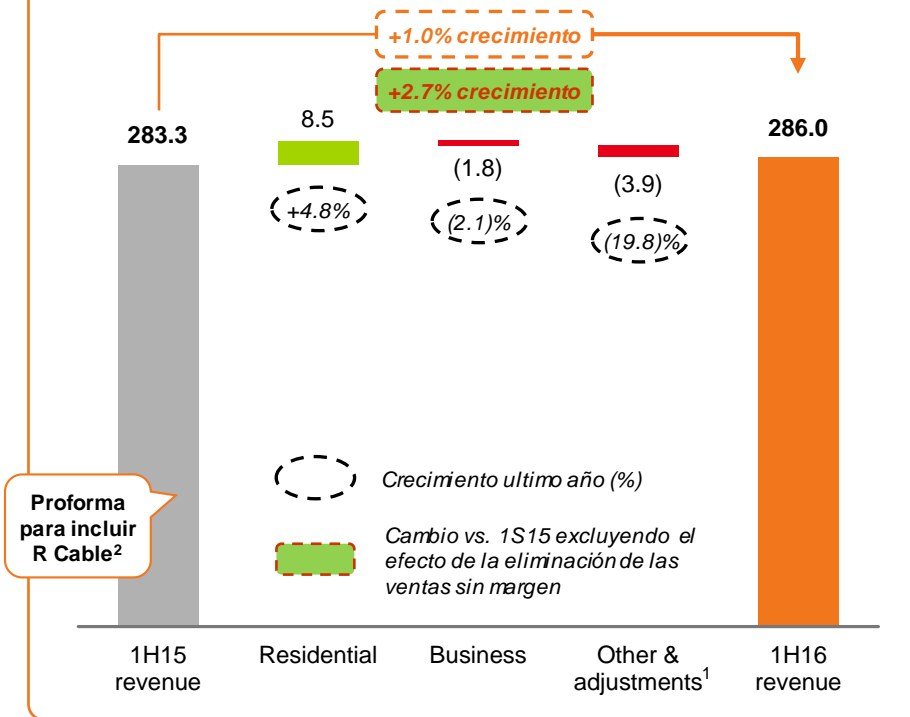 +1.0% crecimiento
+2.7% crecimiento
283.3
8.5
(1.8)
(3.9)
286.0
+4.8%
(2.1)%
(19.8)%
Crecimiento ultimo año (%)
Proforma
para incluir
R Cable²
Cambio vs. 1S15 excluyendo el
efecto de la eliminación de las
ventas sin margen
1H15
revenue
Residential
Business
Other &
adjustments¹
1H16
revenue